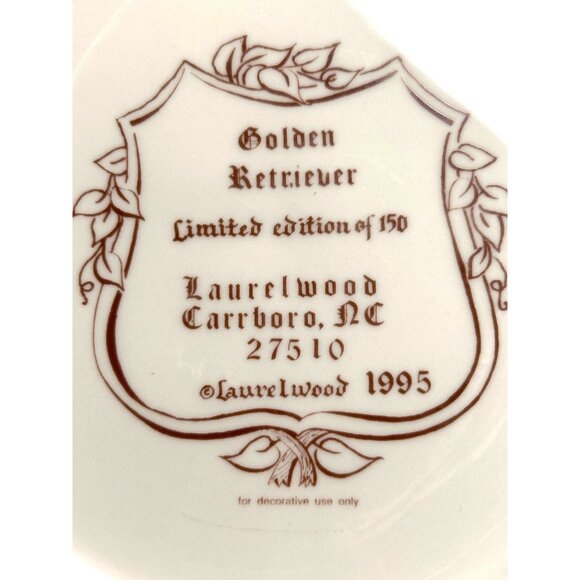 Golden
Retriever
Limited edition of 150
Laurelwood
Carrboro, NC
27510
©Laurelwood 1995
for decorative use only